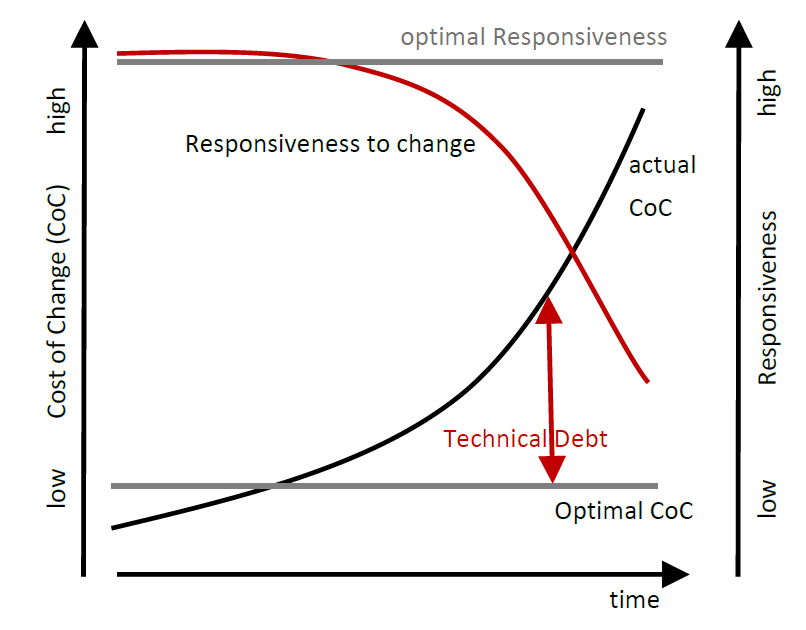 optimal Responsiveness
high
high
Responsiveness to change
actual
CoC
Cost of Change (CoC)
Responsiveness
Technical Debt
low
low
Optimal CoC
time